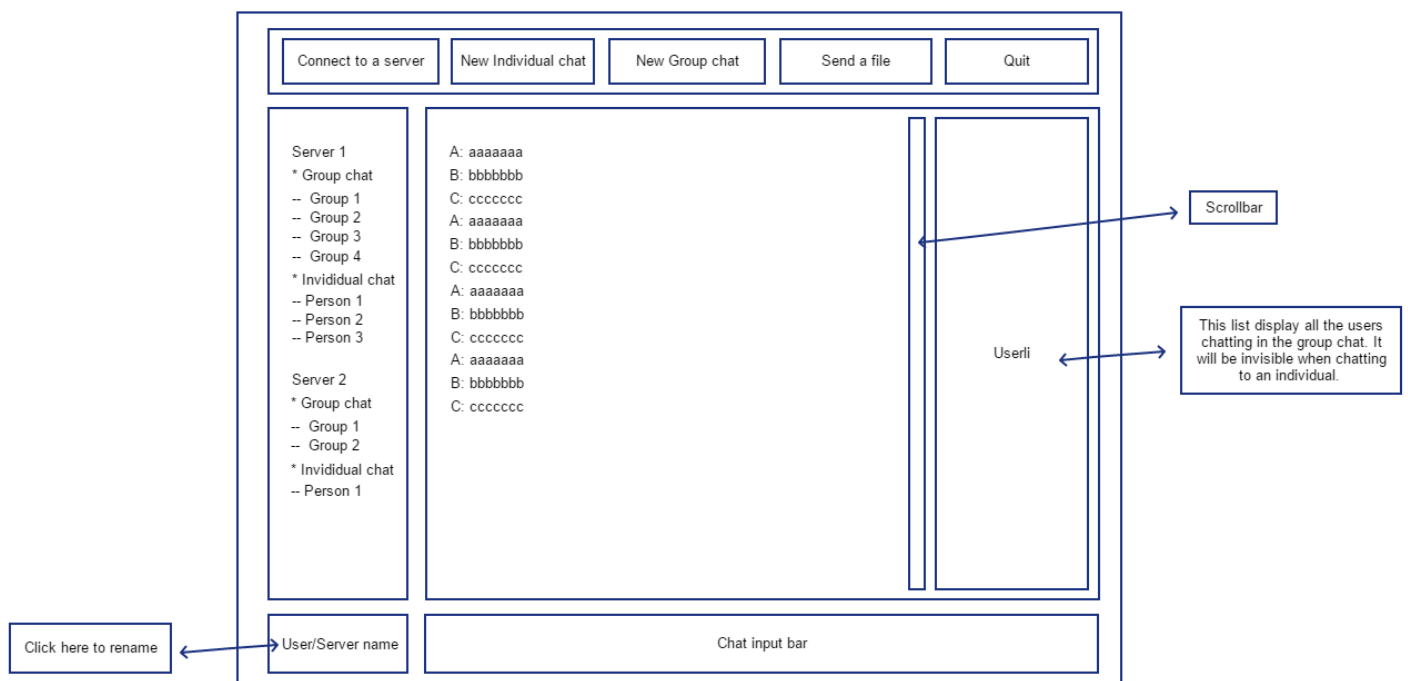 Connect to a server
New Individual chat
New Group chat
Send a file
Quit
Server 1
* Group chat
-- Group 1
-- Group 2
-- Group 3
-- Group 4
* Invididual chat
-- Person 1
-- Person 2
-- Person 3
Server 2
* Group chat
-- Group 1
-- Group 2
* Invididual chat
-- Person 1
A: aaaaaaa
B: bbbbbbb
C: ccccccc
A: aaaaaaa
B: bbbbbbb
C: ccccccc
A: aaaaaaa
B: bbbbbbb
C: ccccccc
A: aaaaaaa
B: bbbbbbb
C: ccccccc
Userli
Scrollbar
This list display all the users
chatting in the group chat. It
will be invisible when chatting
to an individual.
Click here to rename
User/Server name
Chat input bar